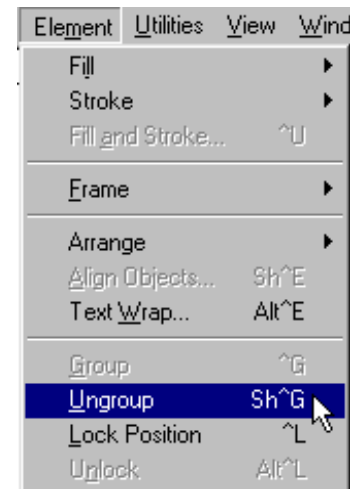 Element Utilities View Wind
Fill
Stroke
Fill and Stroke... ^U
Frame
Arrange
Align Objects... Sh^E
Text Wrap... Alt^E
Group ^G
Ungroup Sh^G
Lock Position ^L
Unlock Alt^L